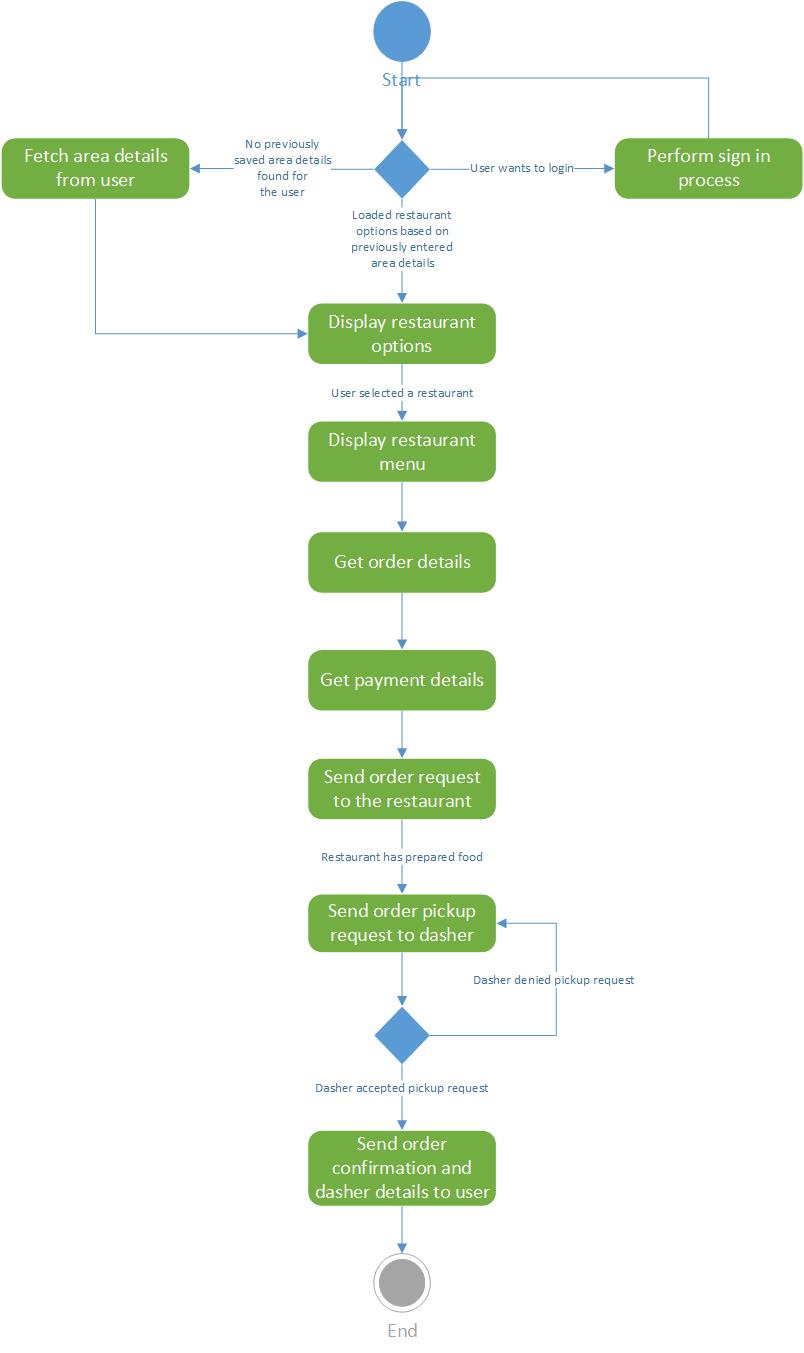 Start
Fetch area details
from user
No previously
saved area details
found for
the user
User wants to login
Perform sign in
process
Loaded restaurant
options based on
previously entered
area details
Display restaurant
options
User selected a restaurant
Display restaurant
menu
Get order details
Get payment details
Send order request
to the restaurant
Restaurant has prepared food
Send order pickup
request to dasher
Dasher denied pickup request
Dasher accepted pickup request
Send order
confirmation and
dasher details to user
End